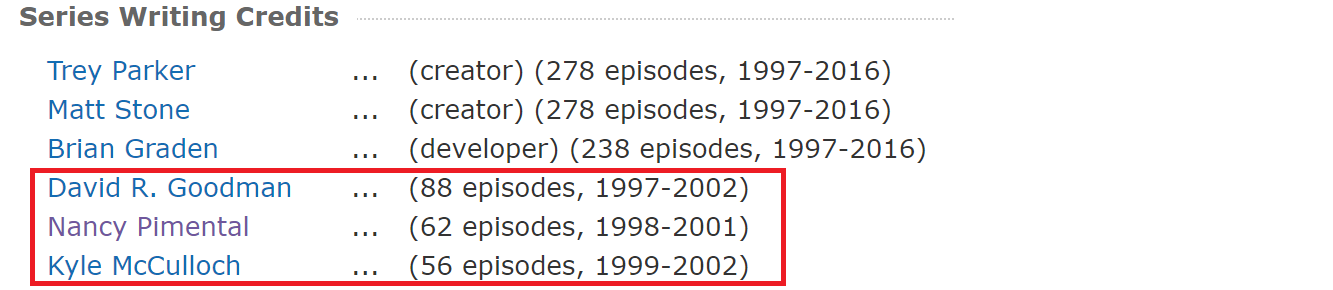 Series Writing Credits
Trey Parker ... (creator) (278 episodes, 1997-2016)
Matt Stone ... (creator) (278 episodes, 1997-2016)
Brian Graden ... (developer) (238 episodes, 1997-2016)
David R. Goodman ... (88 episodes, 1997-2002)
Nancy Pimental ... (62 episodes, 1998-2001)
Kyle McCulloch ... (56 episodes, 1999-2002)